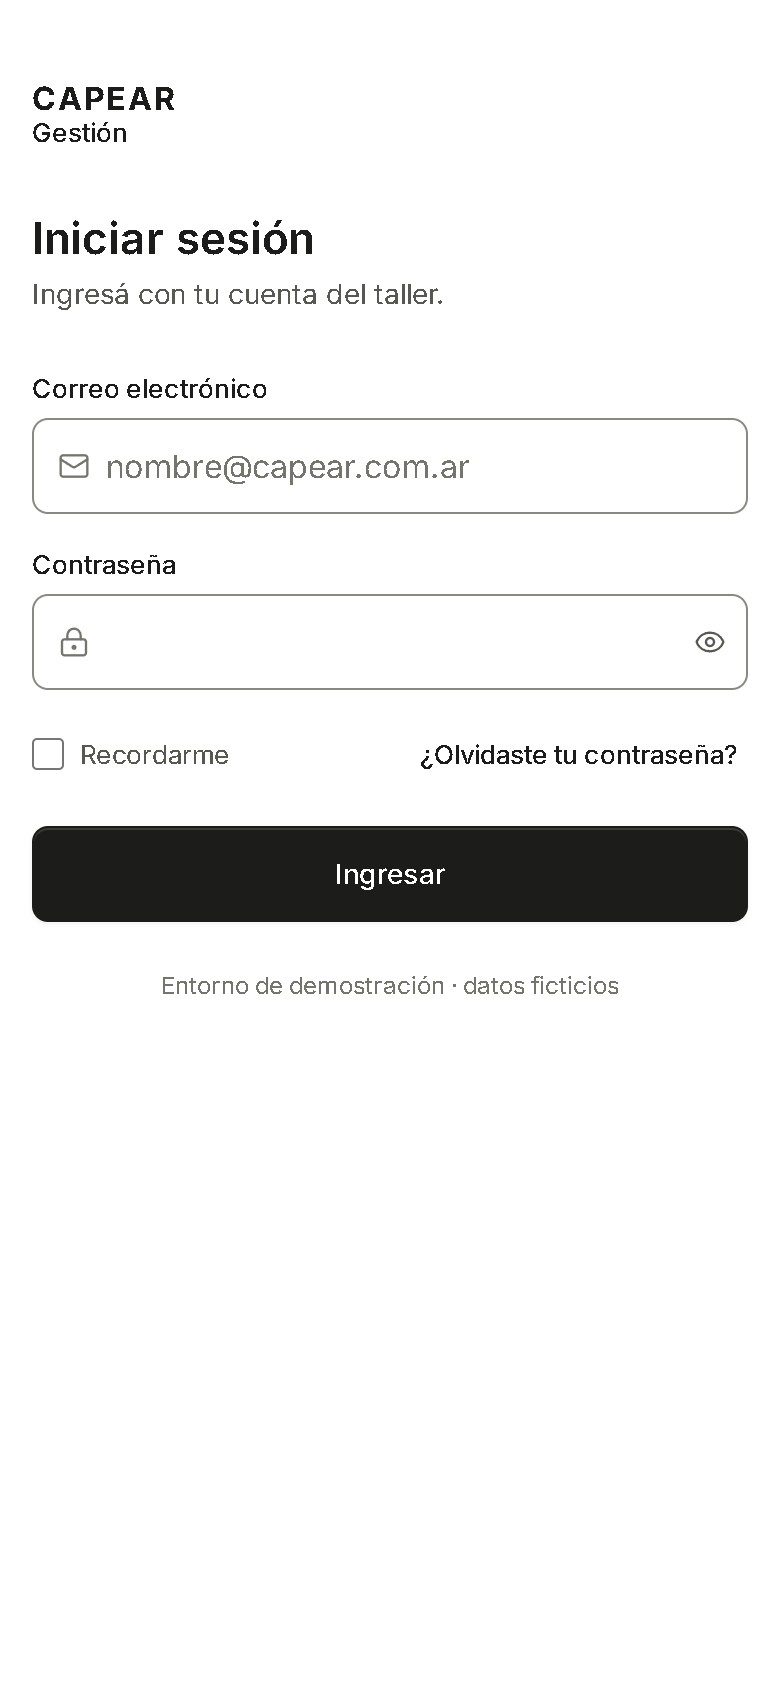 CAPEAR
Gestión
Iniciar sesión
Ingresá con tu cuenta del taller.
Correo electrónico
nombre@capear.com.ar
Contraseña
Recordarme
¿Olvidaste tu contraseña?
Ingresar
Entorno de demostración · datos ficticios